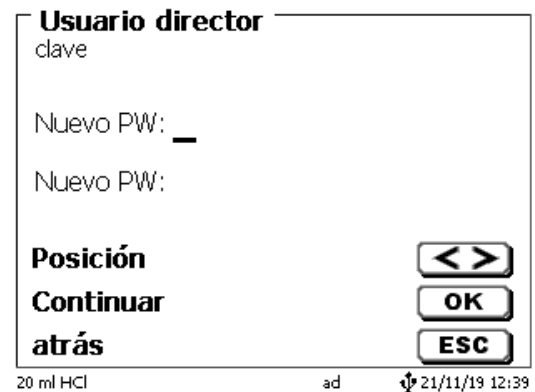 Usuario director
clave
Nuevo PW: _
Nuevo PW:
Posición < >
Continuar OK
atrás ESC
20 ml HCl ad 21/11/19 12:39